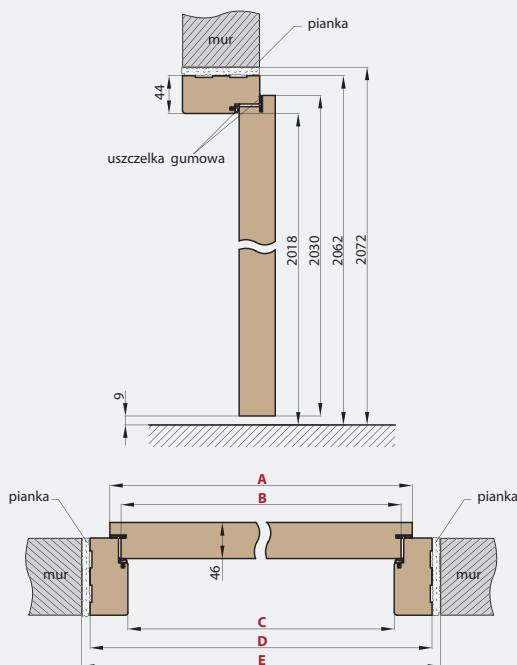 pianka
mur
44
uszczelka gumowa
2018
2030
2062
2072
9
A
B
pianka
pianka
46
mur
mur
C
D
E